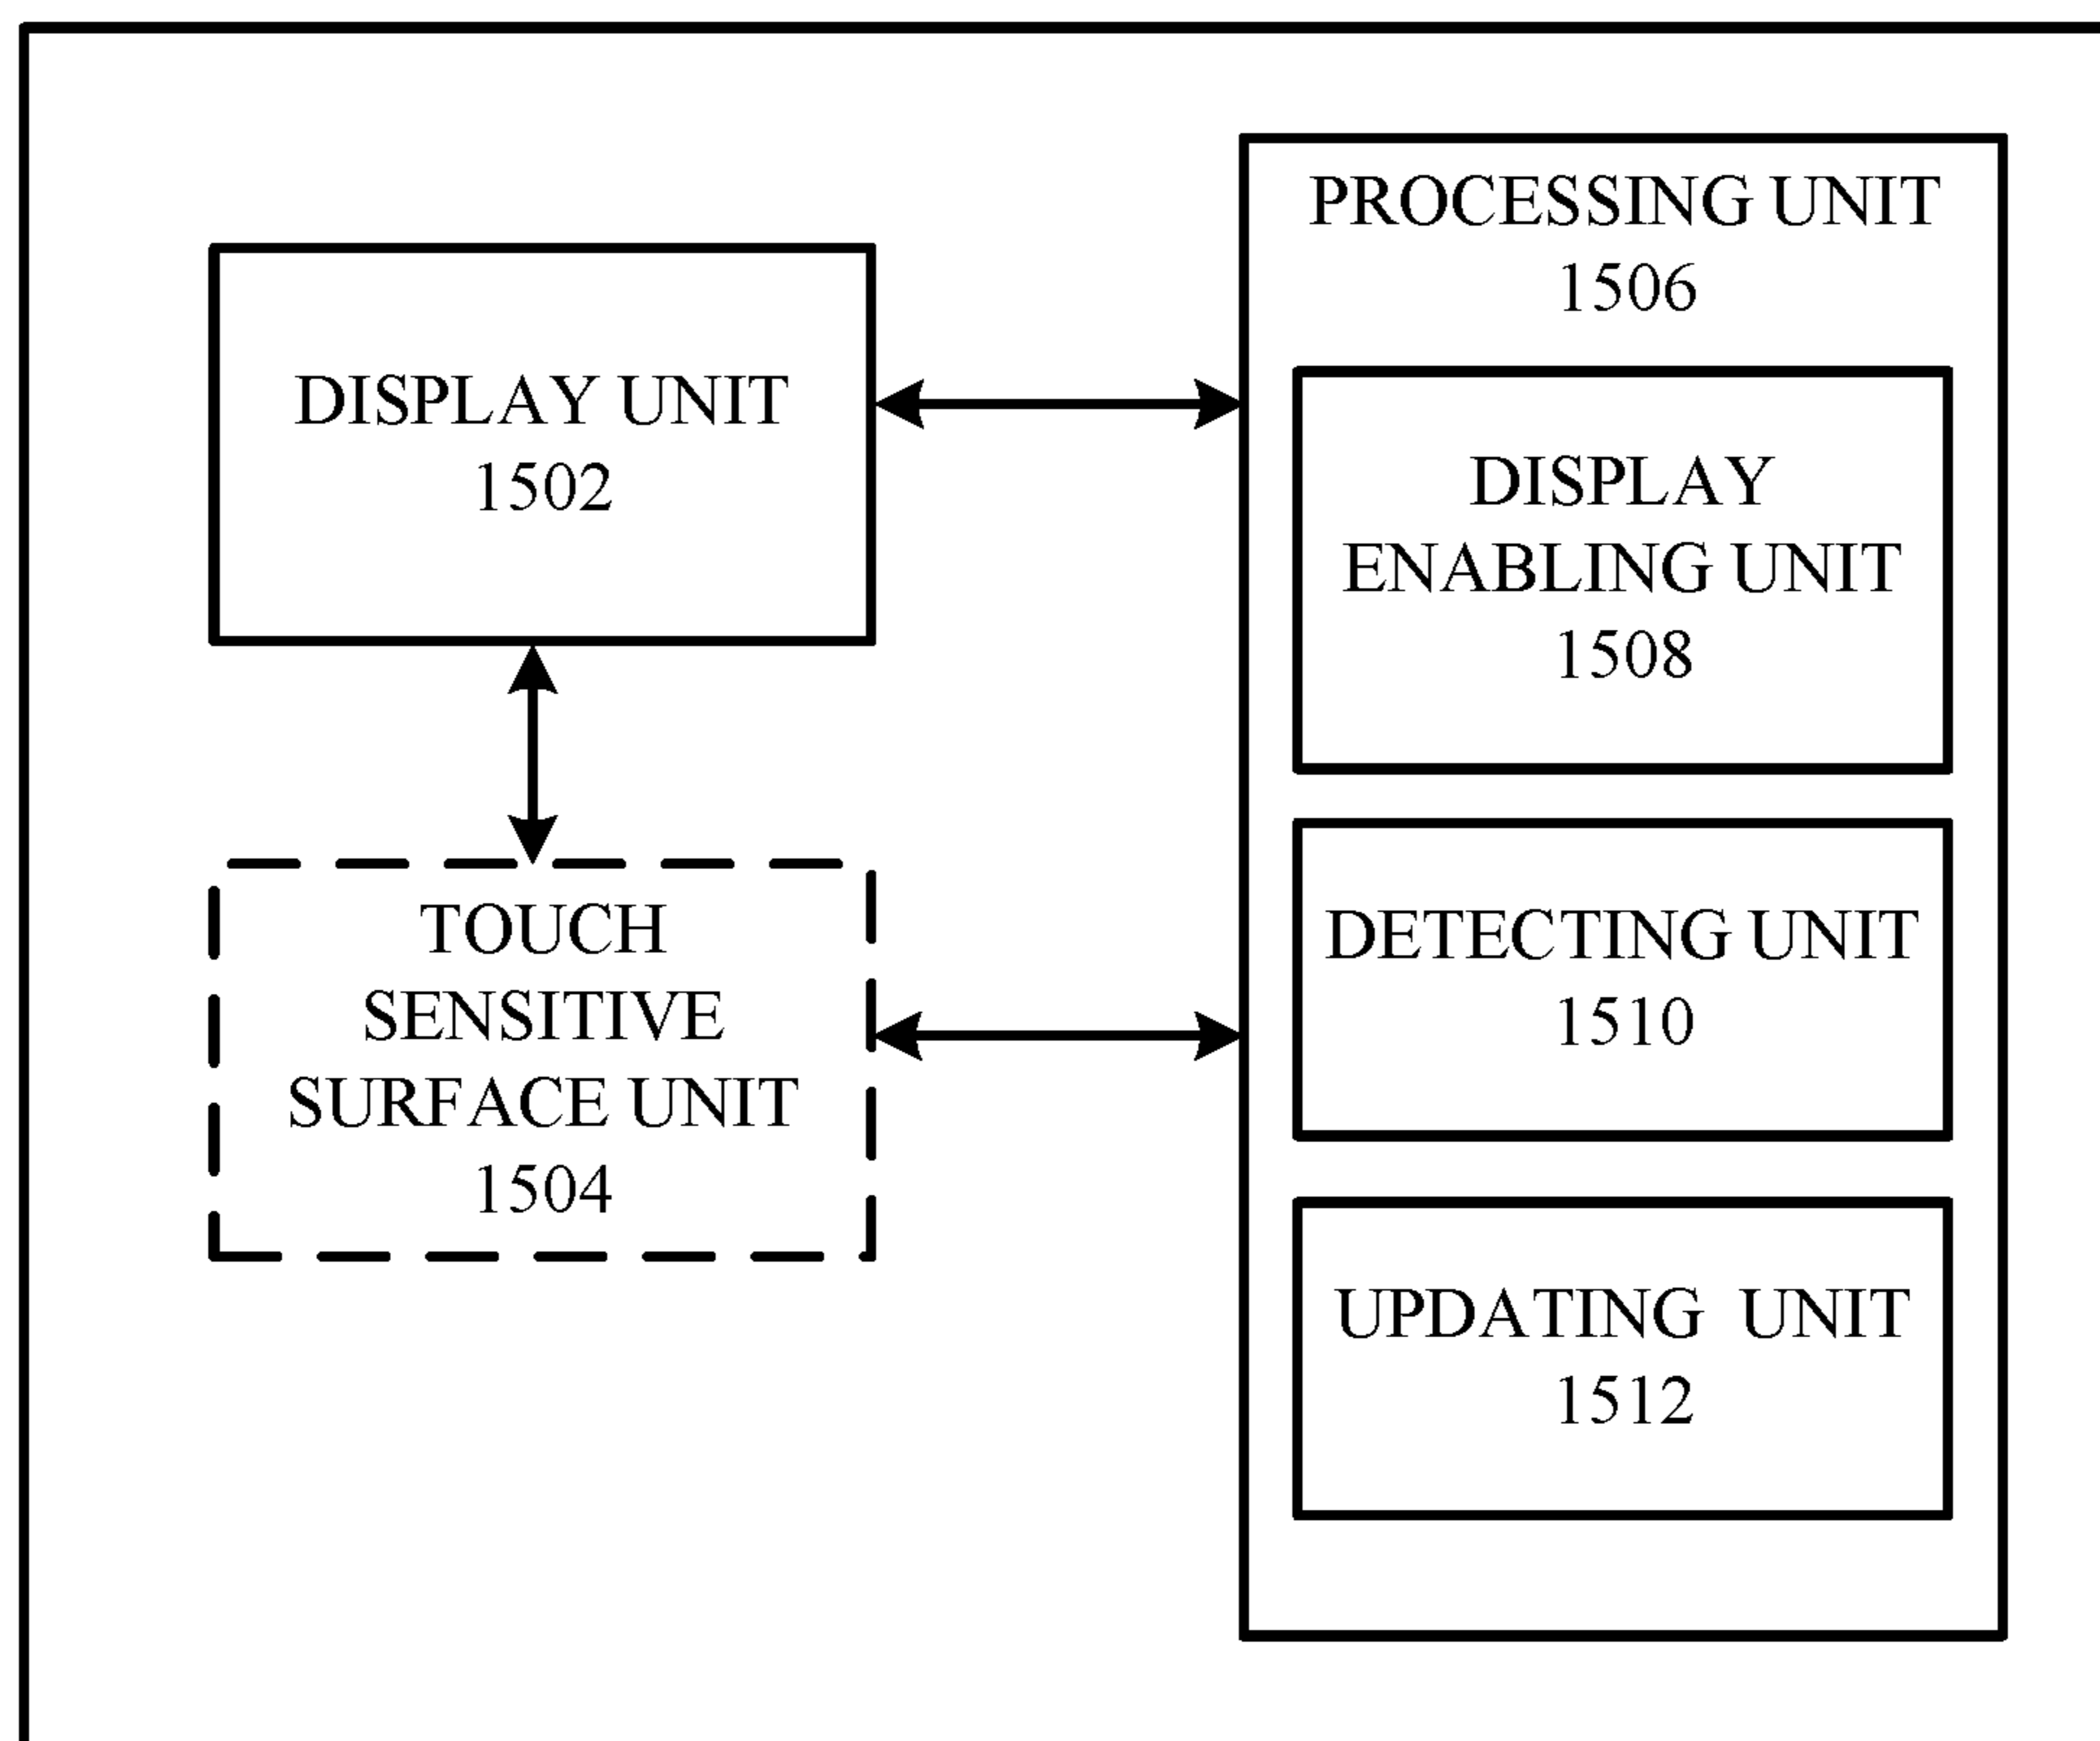 DISPLAY UNIT
1502
TOUCH
SENSITIVE
SURFACE UNIT
1504
PROCESSING UNIT
1506
DISPLAY
ENABLING UNIT
1508
DETECTING UNIT
1510
UPDATING UNIT
1512